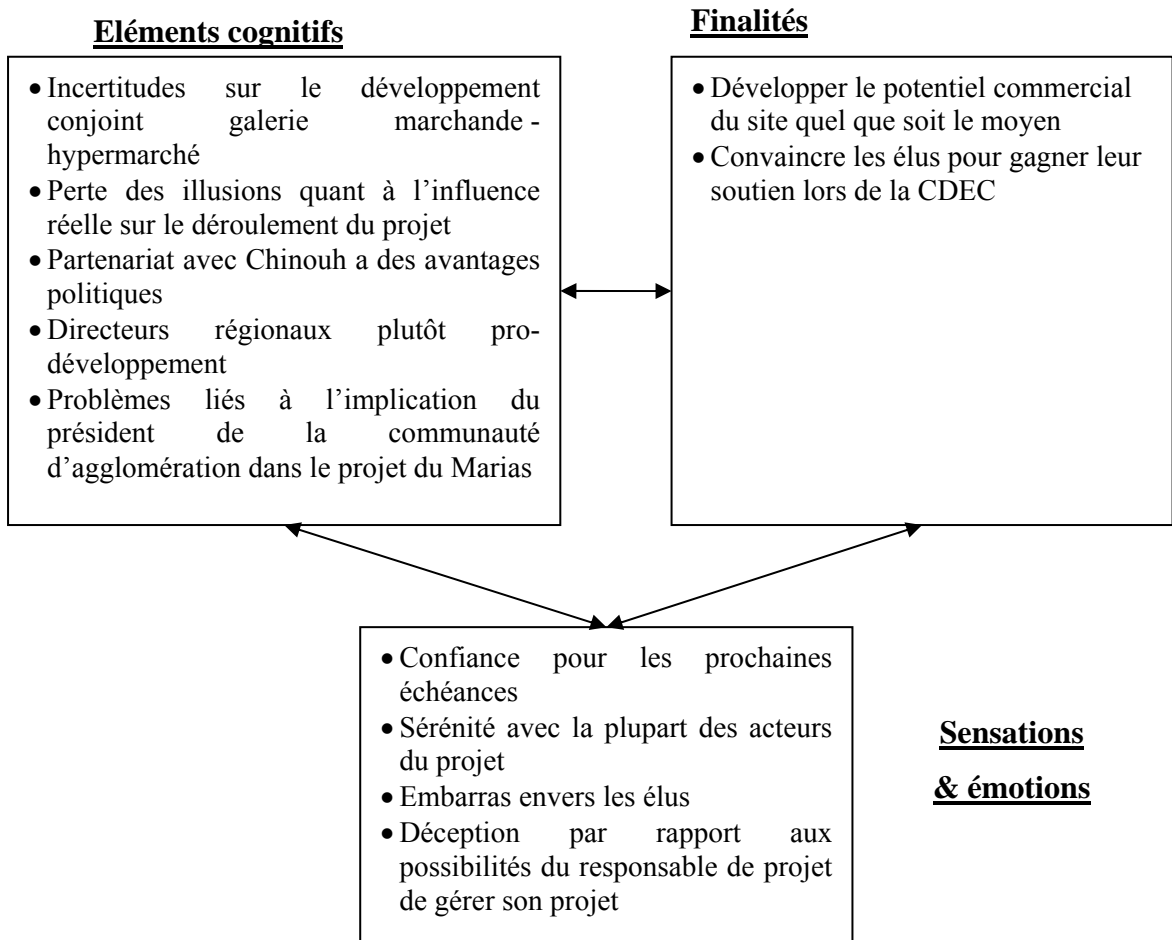 Eléments cognitifs
• Incertitudes sur le développement
conjoint galerie marchande -
hypermarché
• Perte des illusions quant à l’influence
réelle sur le déroulement du projet
• Partenariat avec Chinouh a des avantages
politiques
• Directeurs régionaux plutôt pro-
développement
• Problèmes liés à l’implication du
président de la communauté
d’agglomération dans le projet du Marias
Finalités
• Développer le potentiel commercial
du site quel que soit le moyen
• Convaincre les élus pour gagner leur
soutien lors de la CDEC
• Confiance pour les prochaines
échéances
• Sérénité avec la plupart des acteurs
du projet
• Embarras envers les élus
• Déception par rapport aux
possibilités du responsable de projet
de gérer son projet
Sensations
& émotions